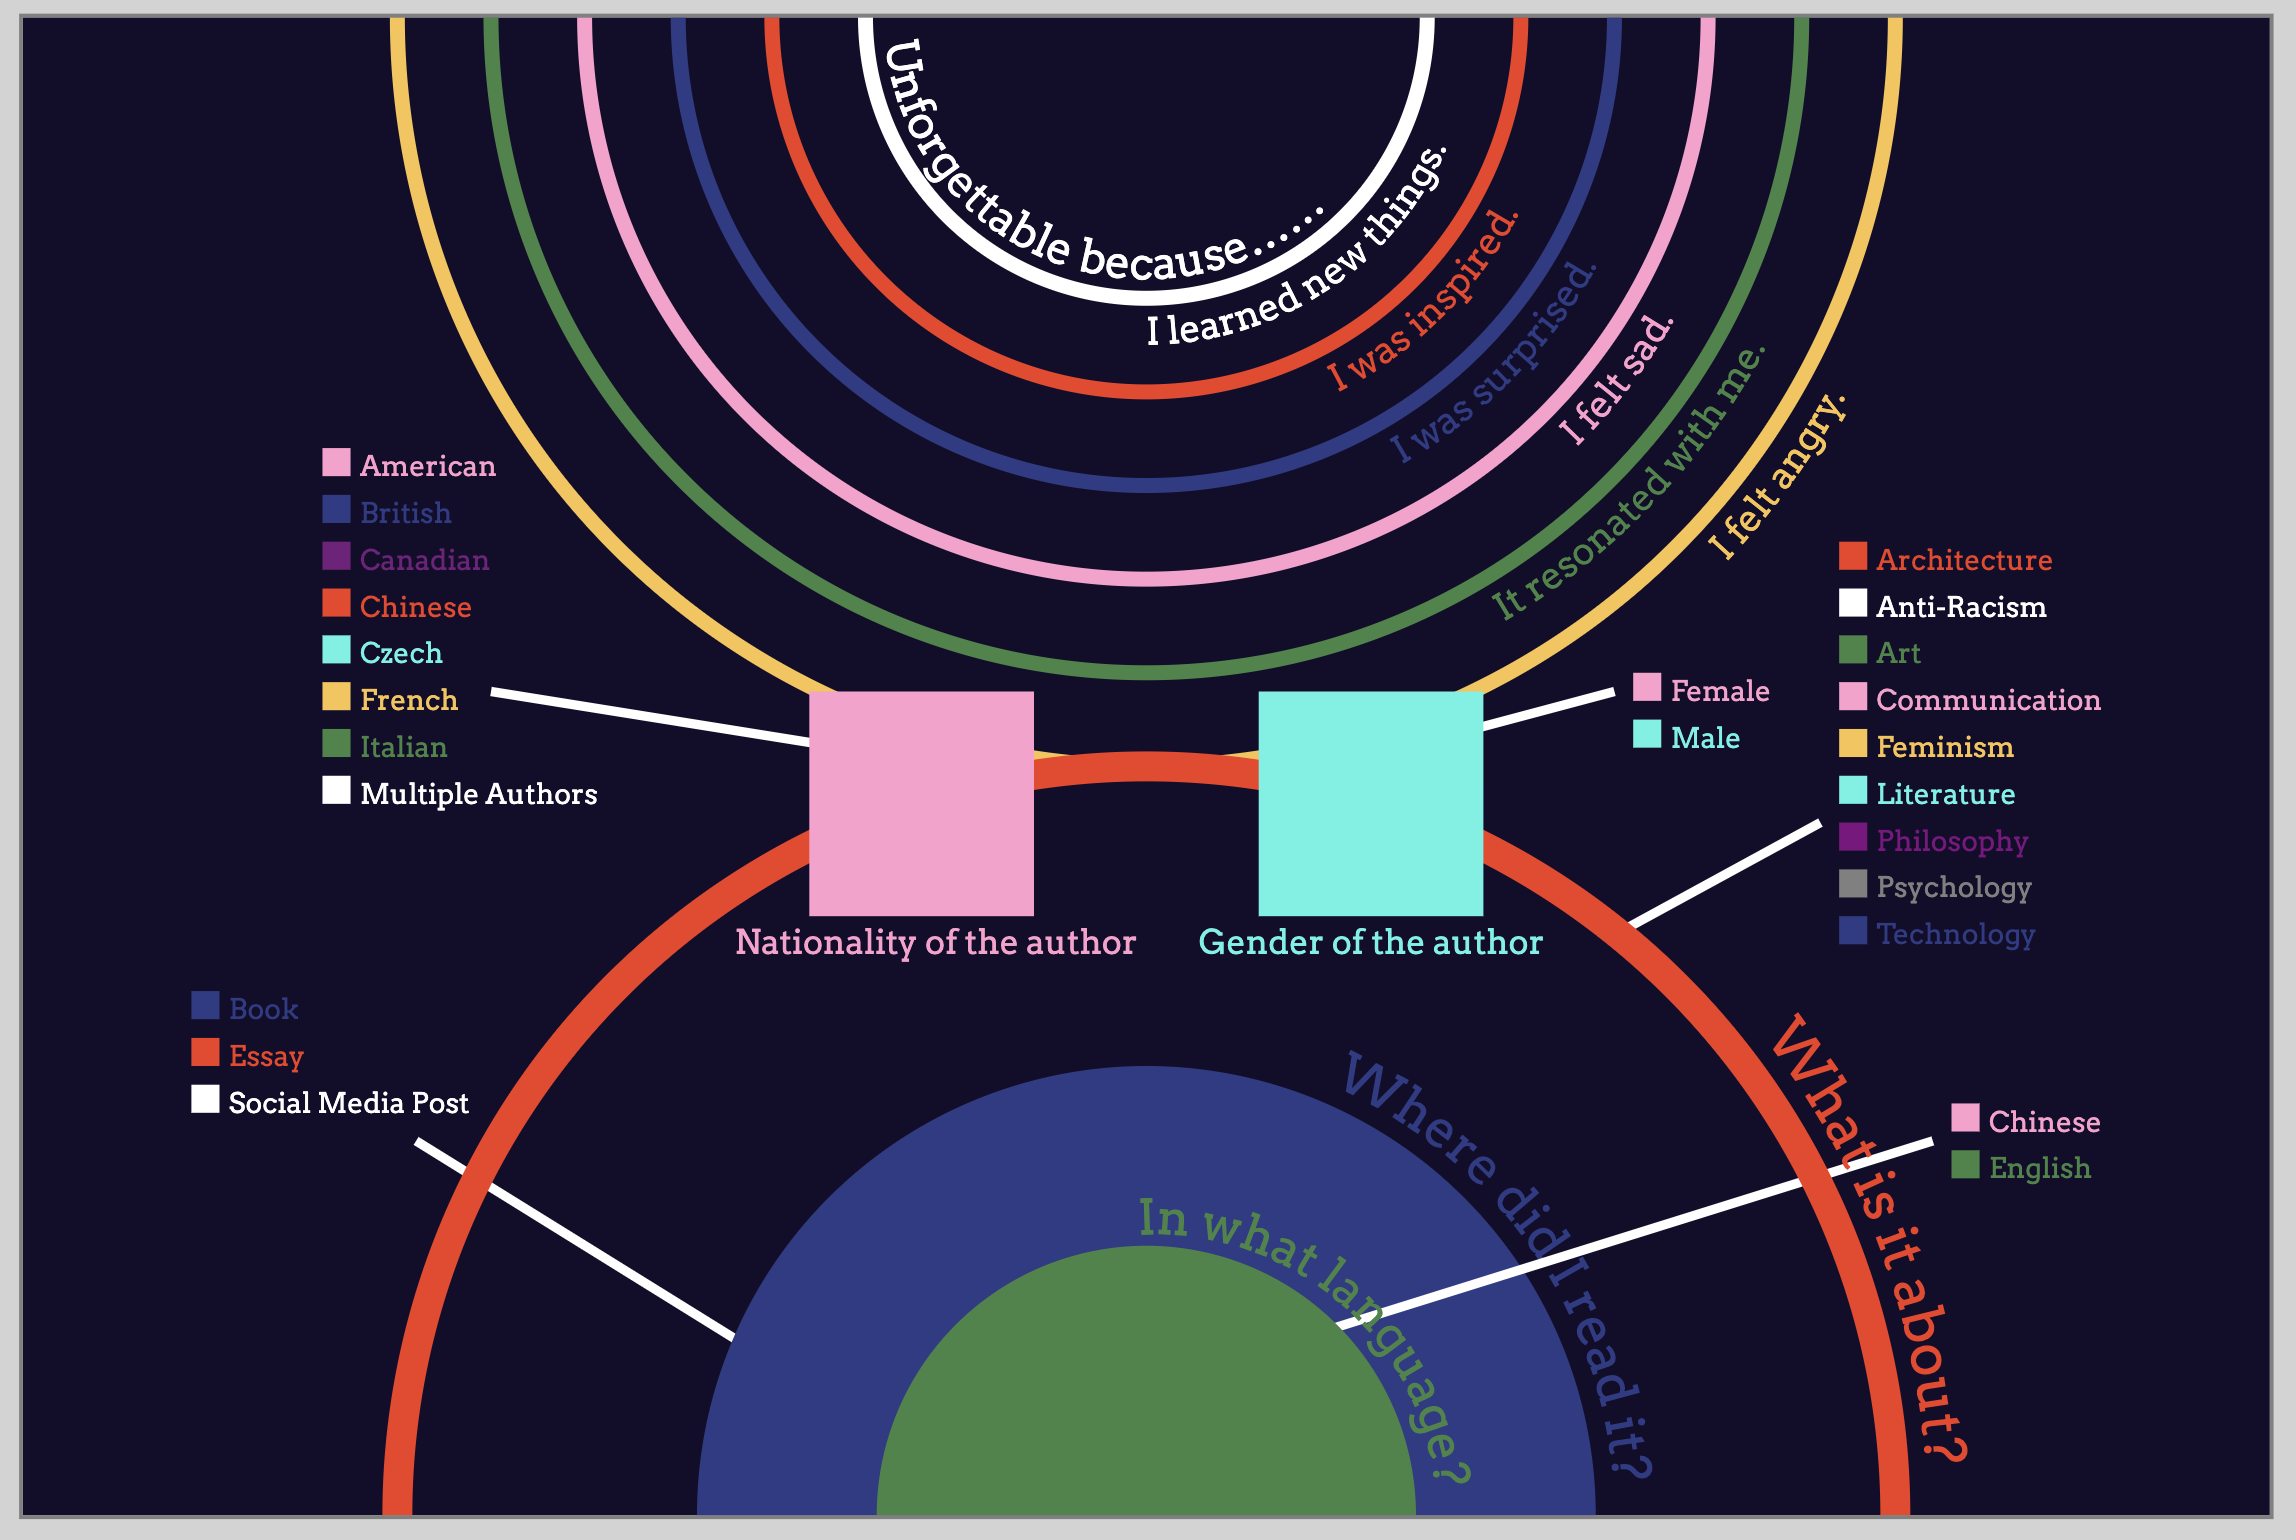 Unforgettable because......
I learned new things.
I was inspired.
I was surprised.
I felt sad.
It resonated with me.
I felt angry.
American
British
Canadian
Chinese
Czech
French
Italian
Multiple Authors
Female
Male
Architecture
Anti-Racism
Art
Communication
Feminism
Literature
Philosophy
Psychology
Technology
Nationality of the author
Gender of the author
Book
Essay
Social Media Post
What is it about?
Where did I read it?
In what language?
Chinese
English